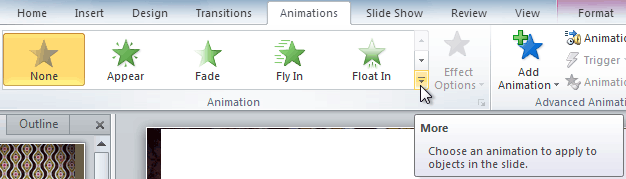 Home Insert Design Transitions Animations Slide Show Review View Format
None Appear Fade Fly In Float In
Effect Options
Add Animation
Animatio
Trigger
Animatio
Animation
Advanced Animati
Outline
More
Choose an animation to apply to
objects in the slide.